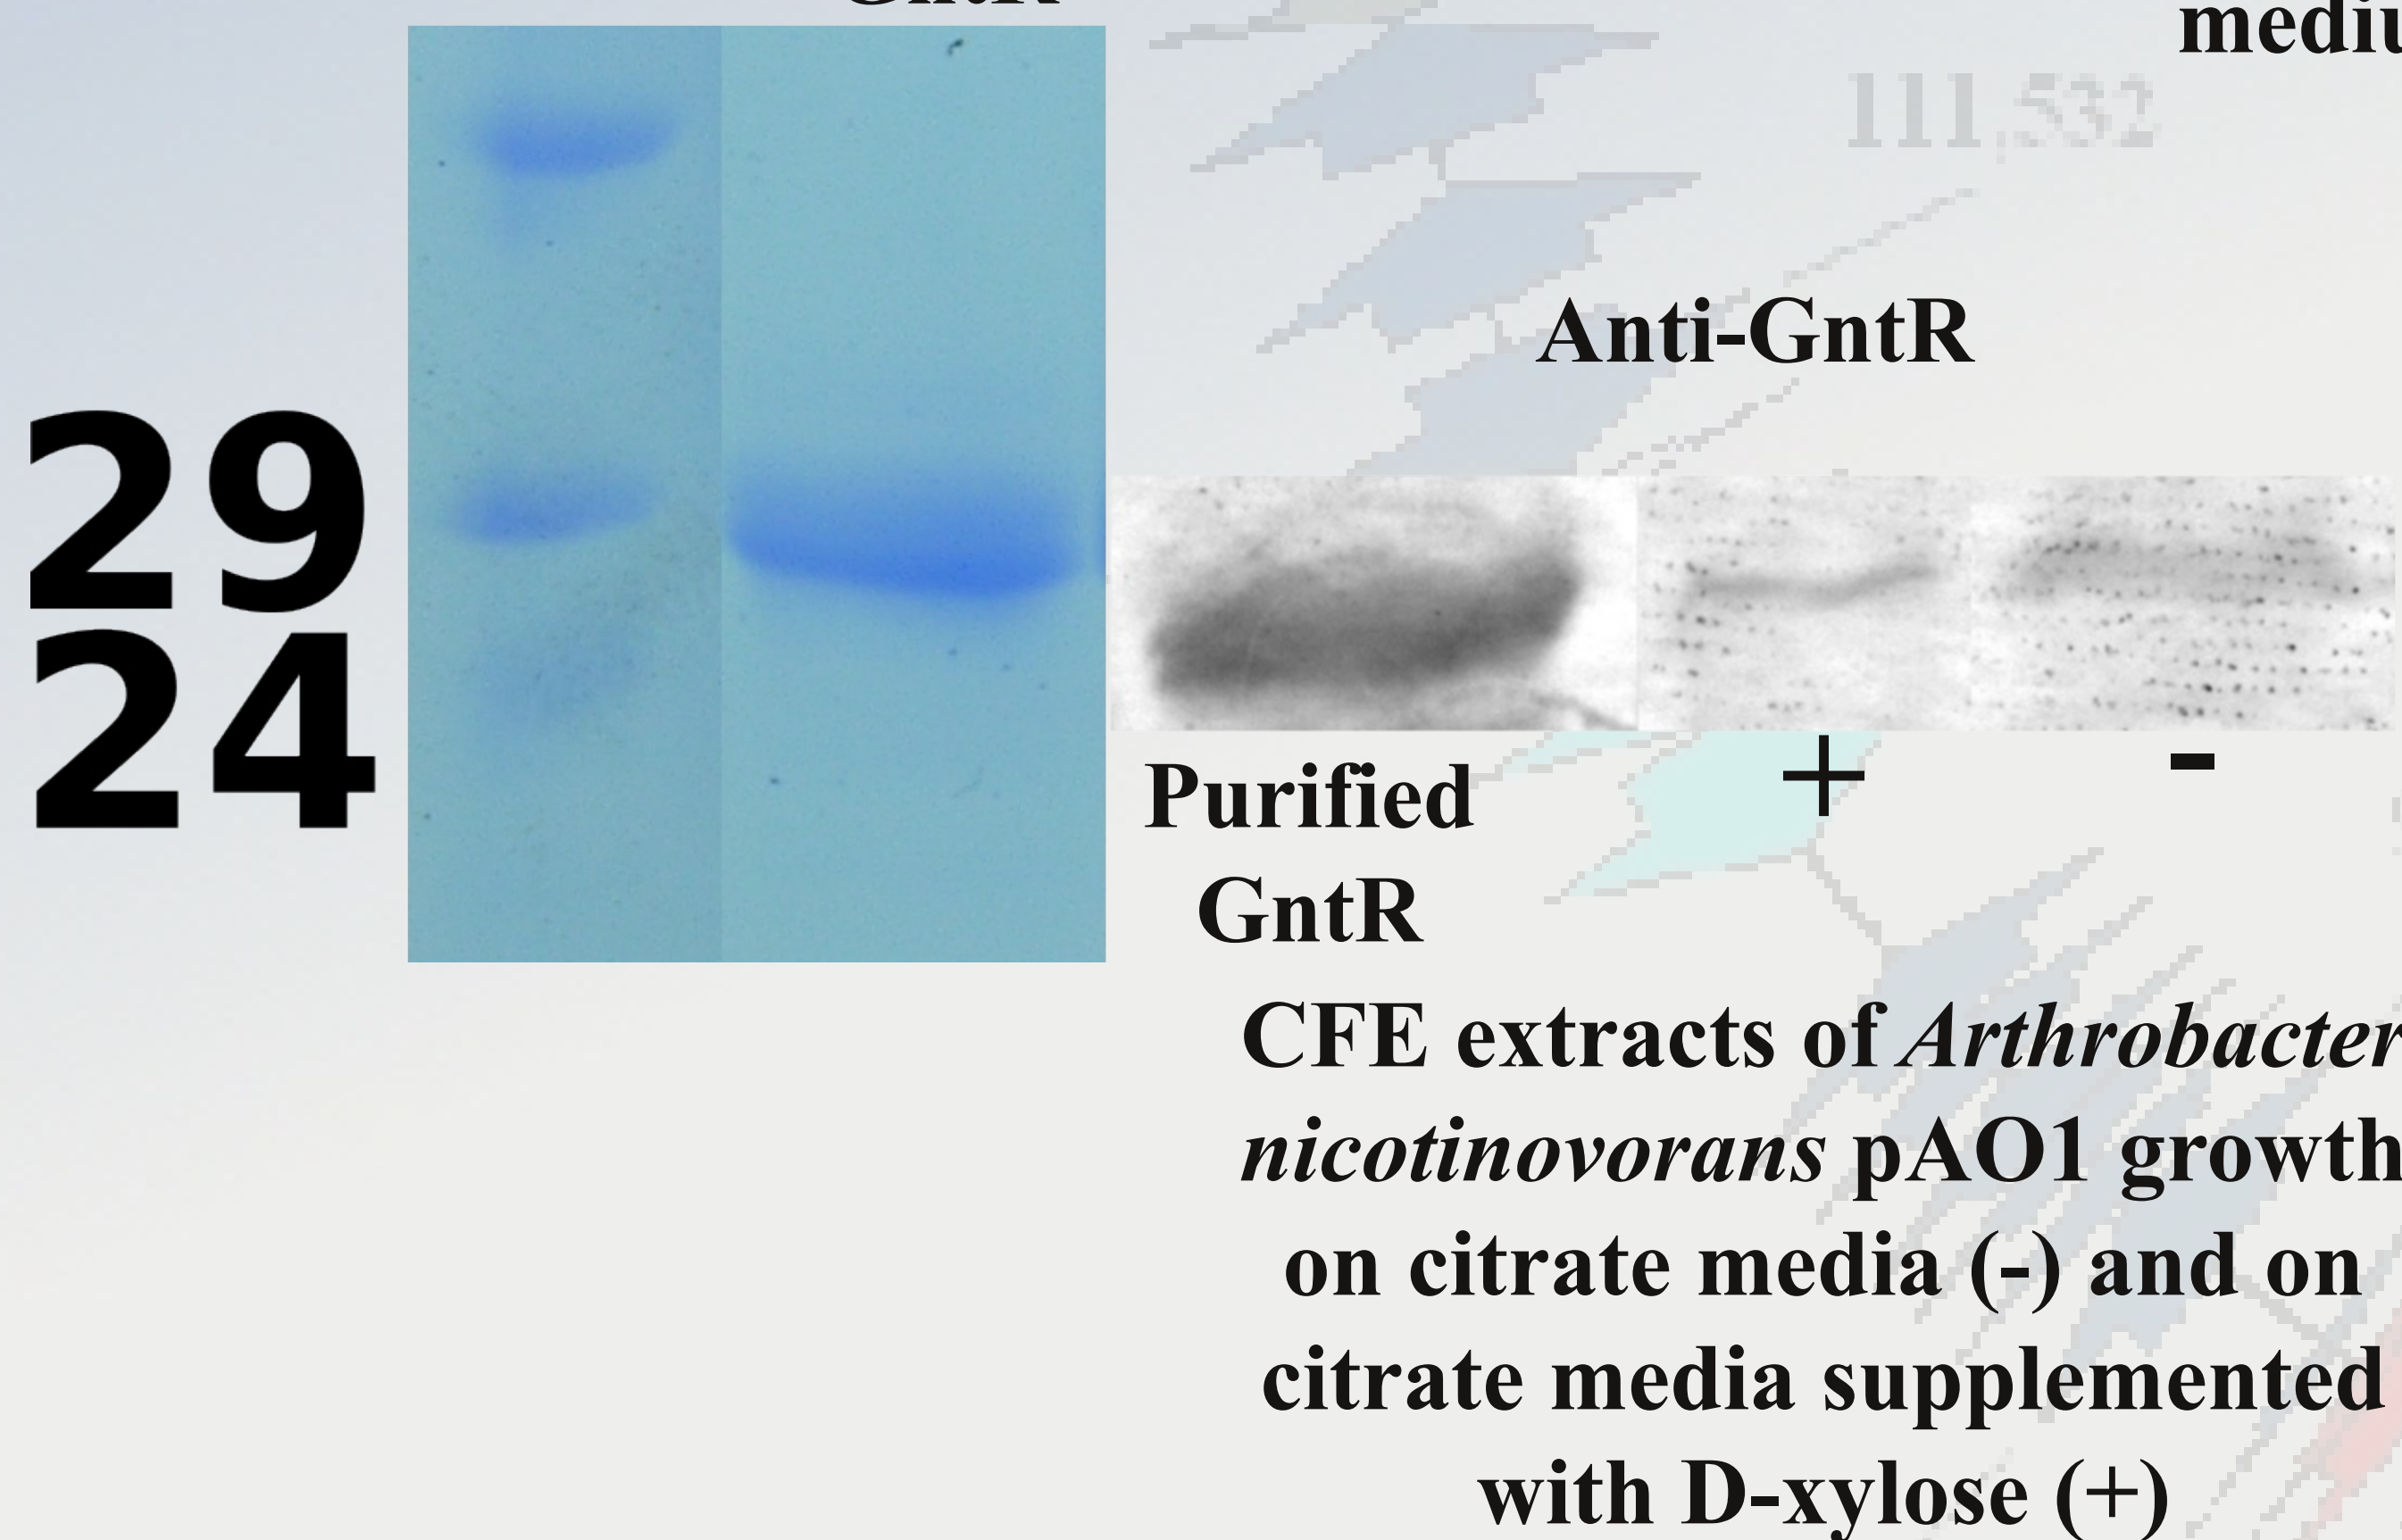 GntR
111,532
Anti-GntR
29
24
+ -
Purified
GntR
CFE extracts of Arthrobacter
nicotinovorans pAO1 growth
on citrate media (-) and on
citrate media supplemented
with D-xylose (+)